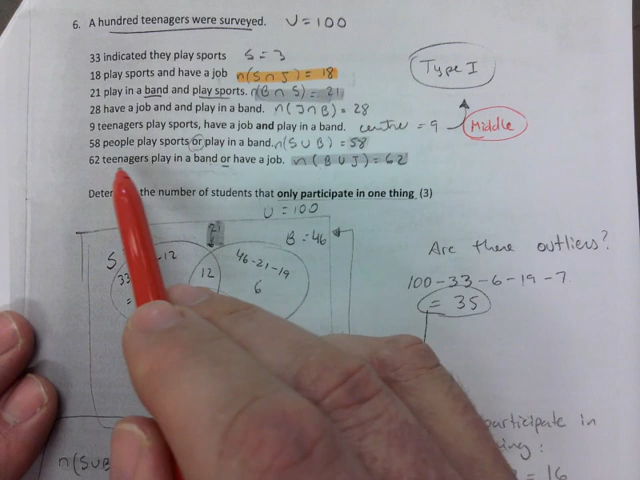 6. A hundred teenagers were surveyed. U = 100
33 indicated they play sports S = 3
18 play sports and have a job n(S ∩ J) = 18
21 play in a band and play sports. n(B ∩ S) = 21
28 have a job and and play in a band. n(J ∩ B) = 28
9 teenagers play sports, have a job and play in a band. centre = 9
58 people play sports or play in a band. n(S ∪ B) = 58
62 teenagers play in a band or have a job. n(B ∪ J) = 62
Type I
Middle
the number of students that only participate in one thing. (3)
U = 100
21
B = 46
S
33 -12
=
12
46-21-19
6
Are there outliers?
100-33-6-19-7
= 35
participate in
n(SUB
= 16